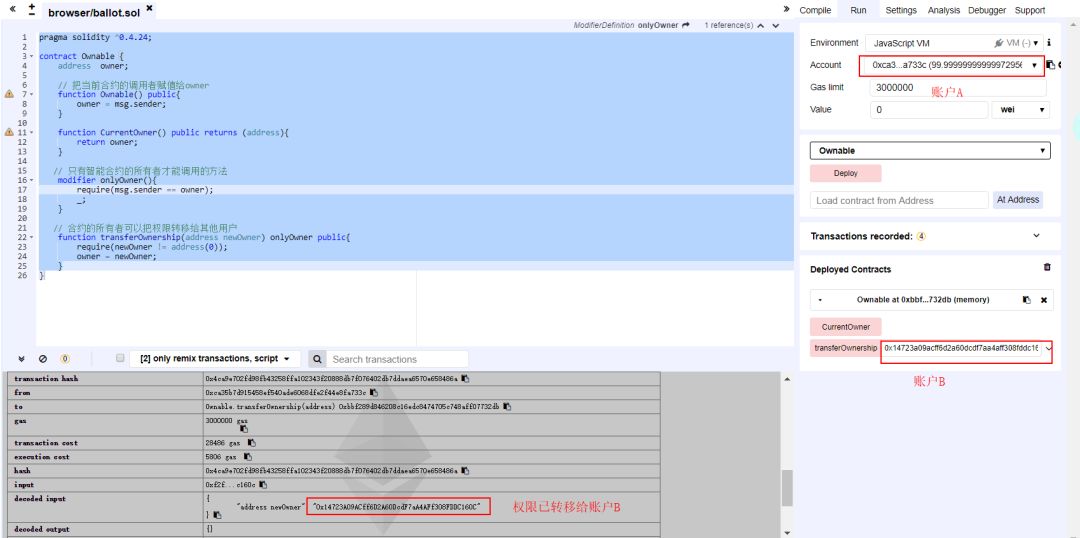 browser/ballot.sol
ModifierDefinition onlyOwner 1 reference(s)
1 pragma solidity ^0.4.24;
2
3 contract Ownable {
4 address owner;
5
6 // 把当前合约的调用者赋值给owner
7 function Ownable() public{
8 owner = msg.sender;
9 }
10
11 function CurrentOwner() public returns (address){
12 return owner;
13 }
14
15 // 只有智能合约的所有者才能调用的方法
16 modifier onlyOwner(){
17 require(msg.sender == owner);
18 _;
19 }
20
21 // 合约的所有者可以把权限转移给其他用户
22 function transferOwnership(address newOwner) onlyOwner public{
23 require(newOwner != address(0));
24 owner = newOwner;
25 }
26 }
0 [2] only remix transactions, script Search transactions
transaction hash 0x4ca9e702fd98fb43258ffa102343f20888db7f076402db7ddaea6570e658486a
from 0xca35b7d915458ef540ade6068dfe2f44e8fa733c
to Ownable.transferOwnership(address) 0xbbf289d846208c16edc8474705c748aff07732db
gas 3000000 gas
transaction cost 28486 gas
execution cost 5806 gas
hash 0x4ca9e702fd98fb43258ffa102343f20888db7f076402db7ddaea6570e658486a
input 0xf2f...c160c
decoded input {
"address newOwner" "0x14723A09ACff6D2A60DcdF7aA4AFf308FDDC160C"
}
权限已转移给账户B
decoded output {}
Compile Run Settings Analysis Debugger Support
Environment JavaScript VM VM (-)
Account 0xca3...a733c (99.9999999999997295
账户A
Gas limit 3000000
Value 0 wei
Ownable
Deploy
Load contract from Address At Address
Transactions recorded: 4
Deployed Contracts
Ownable at 0xbbf...732db (memory)
CurrentOwner
transferOwnership 0x14723a09acff6d2a60dcdf7aa4aff308fddc16
账户B